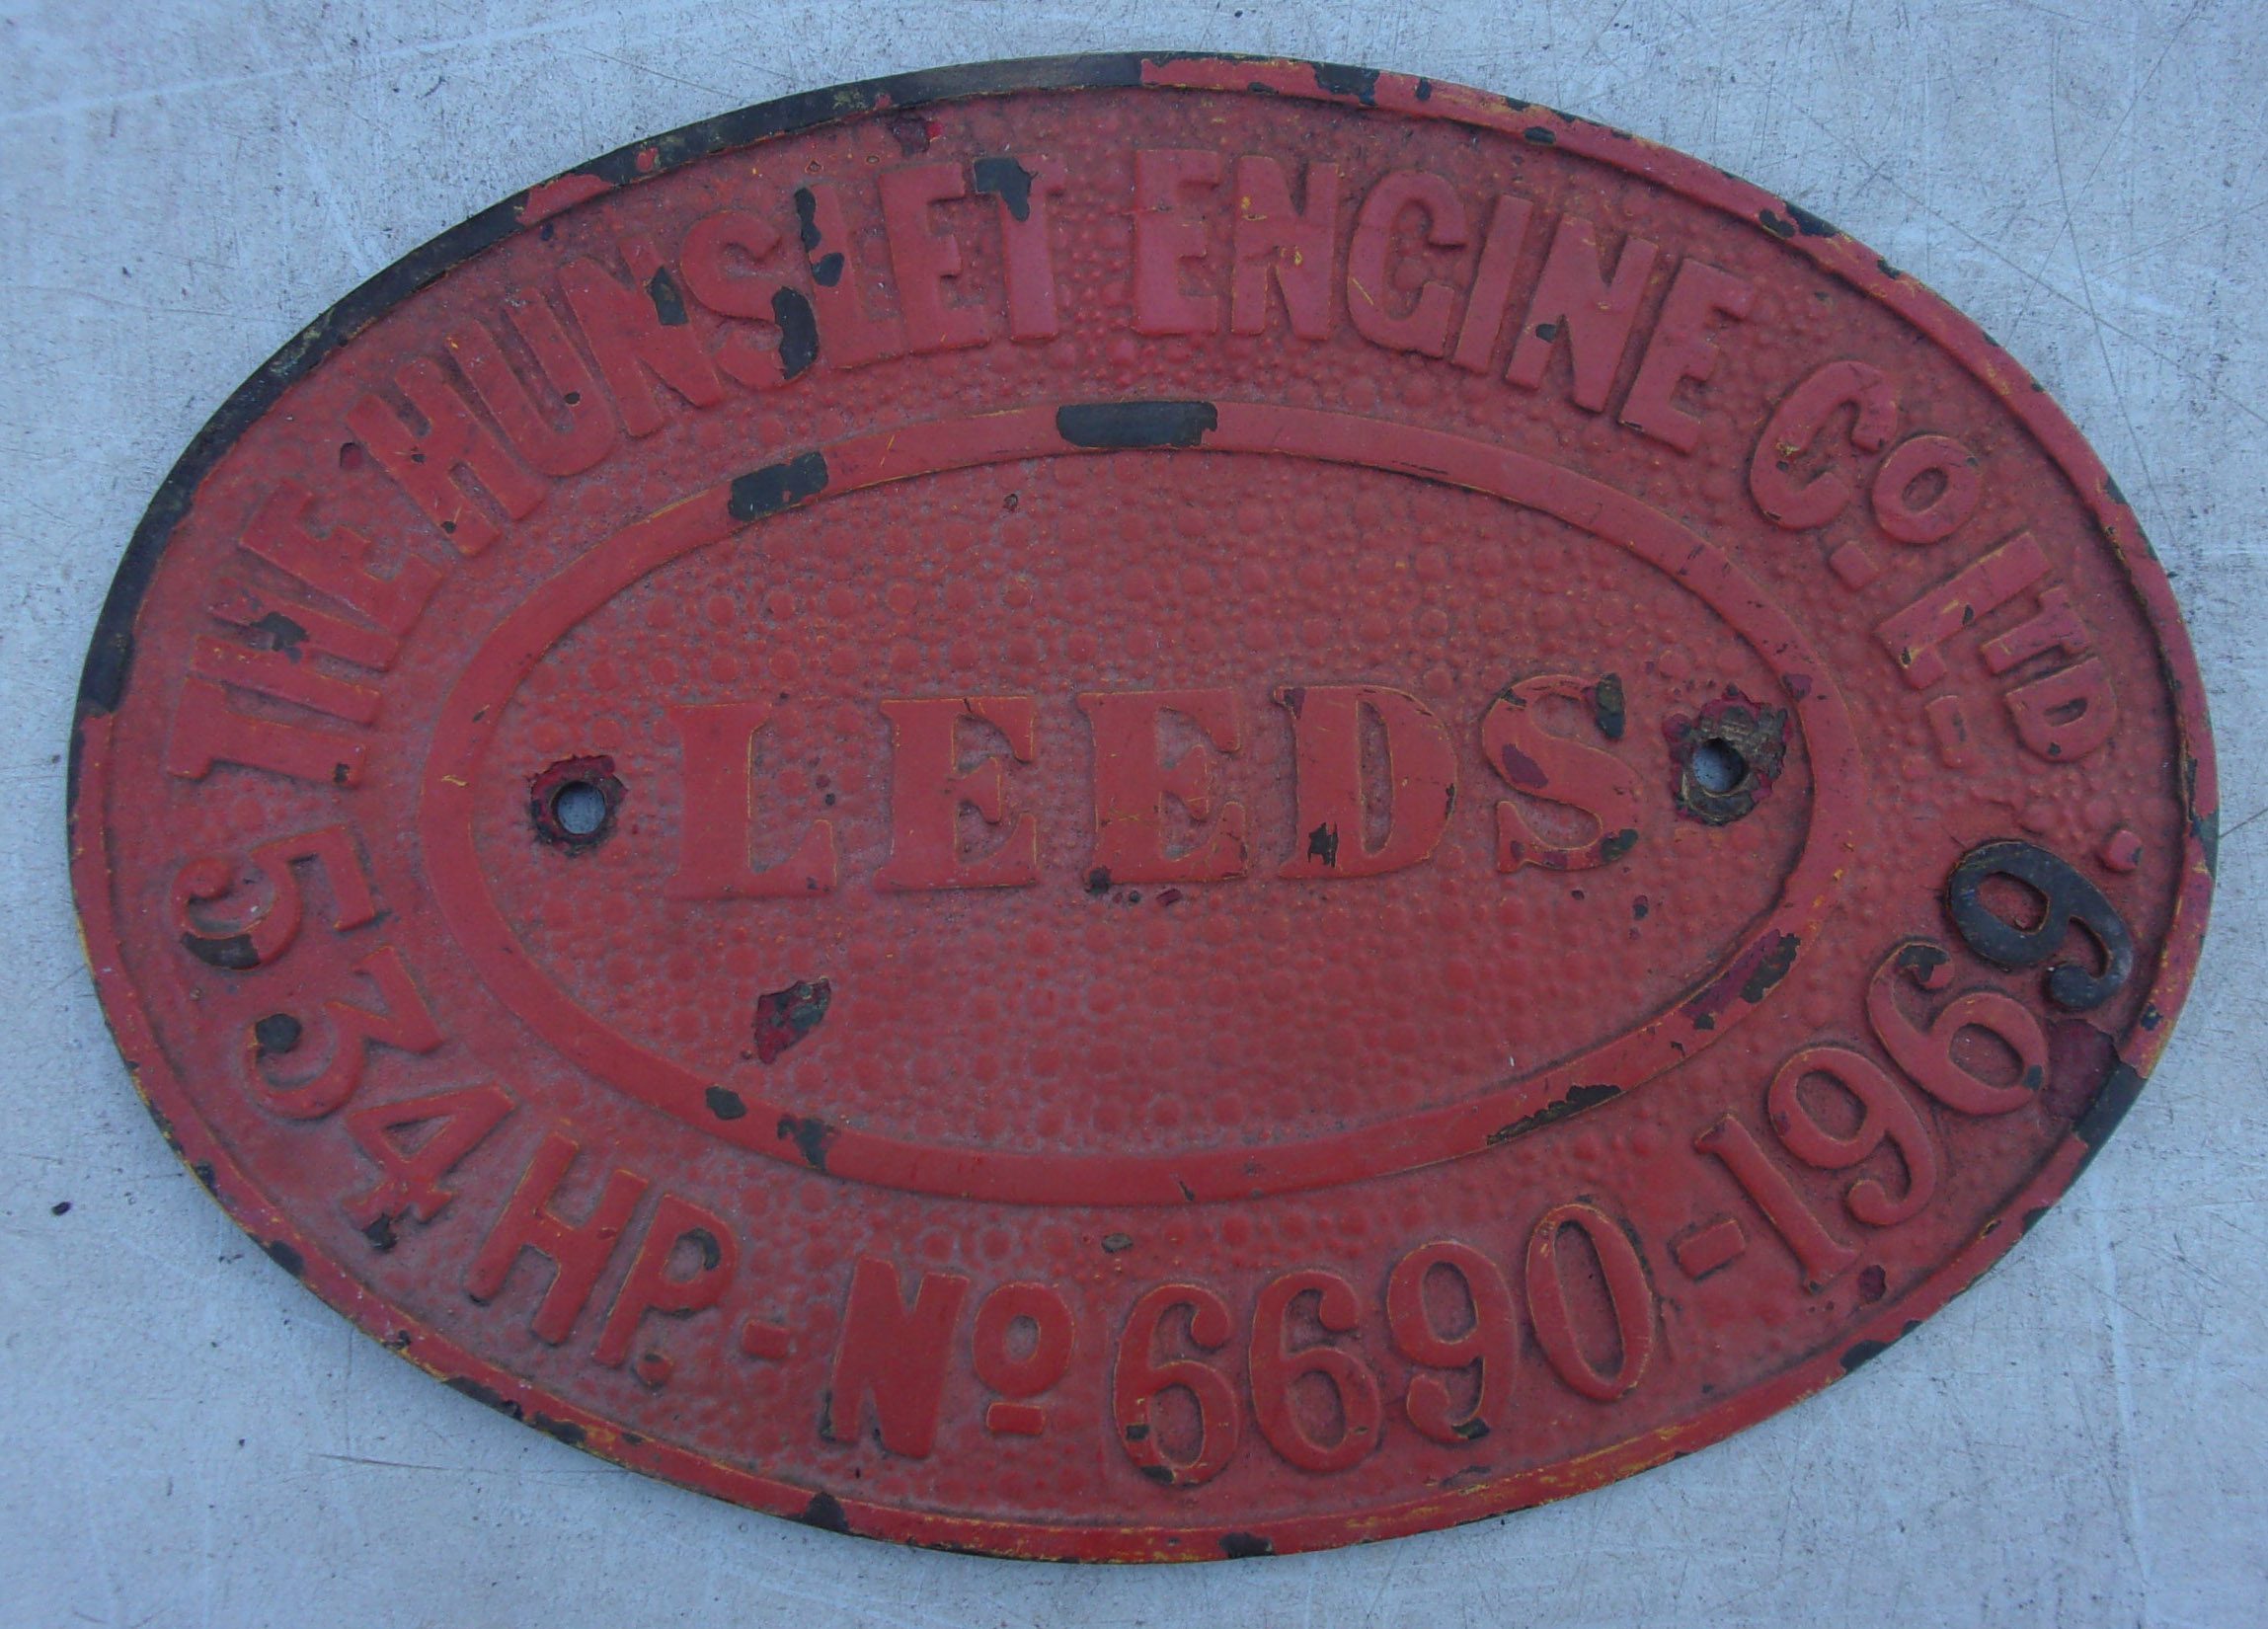 THE HUNSLET ENGINE Co. LTD.
LEEDS
534 HP. - No 6690 - 1969